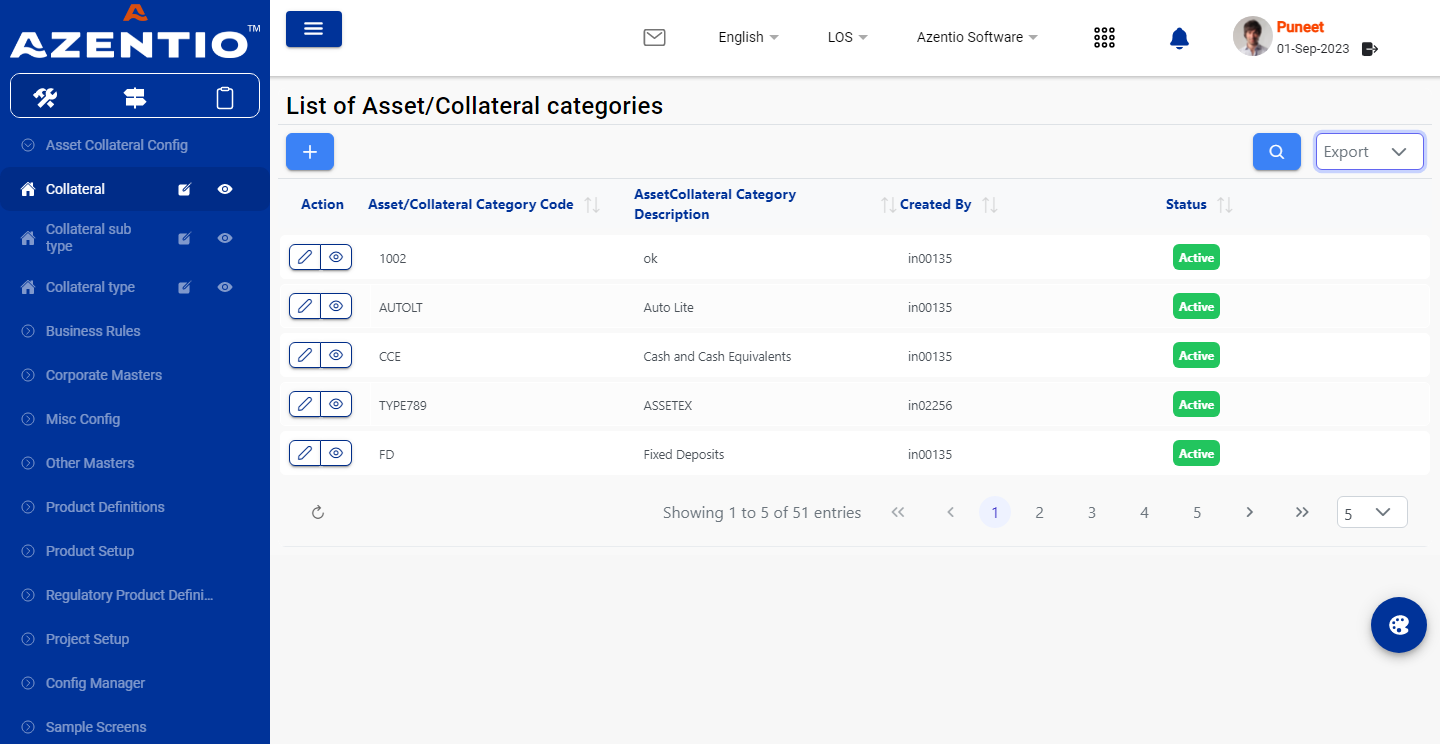 AZENTIO™
English
LOS
Azentio Software
Puneet
01-Sep-2023
Asset Collateral Config
Collateral
Collateral sub
type
Collateral type
Business Rules
Corporate Masters
Misc Config
Other Masters
Product Definitions
Product Setup
Regulatory Product Defini...
Project Setup
Config Manager
Sample Screens
List of Asset/Collateral categories
Export
Action Asset/Collateral Category Code AssetCollateral Category Description Created By Status
1002 ok in00135 Active
AUTOLT Auto Lite in00135 Active
CCE Cash and Cash Equivalents in00135 Active
TYPE789 ASSETEX in02256 Active
FD Fixed Deposits in00135 Active
Showing 1 to 5 of 51 entries 1 2 3 4 5 5